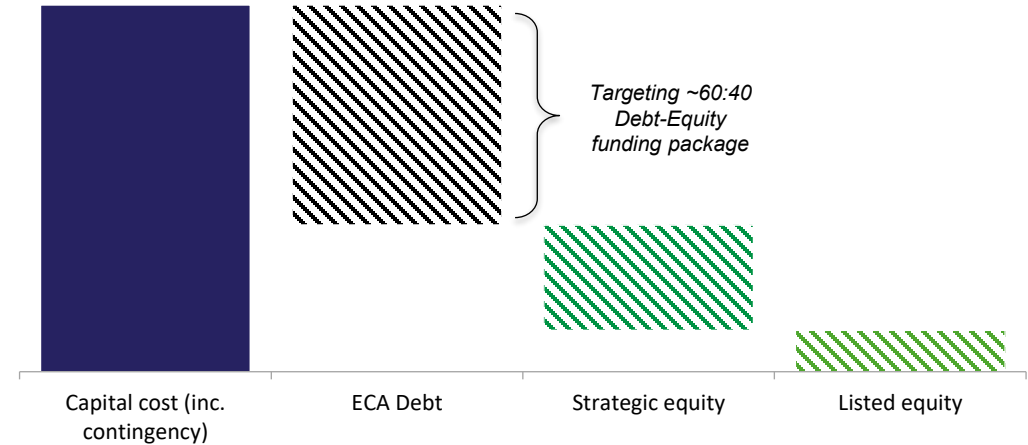 Targeting ~60:40
Debt-Equity
funding package
Capital cost (inc.
contingency)
ECA Debt
Strategic equity
Listed equity